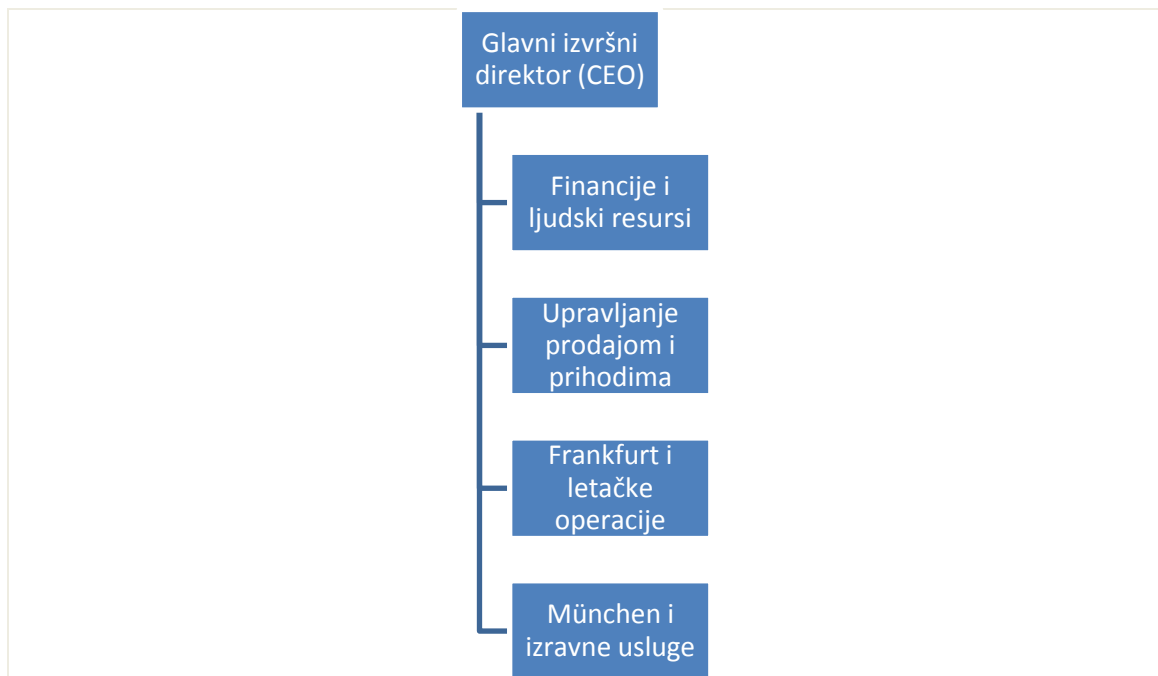 Glavni izvršni
direktor (CEO)
Financije i
ljudski resursi
Upravljanje
prodajom i
prihodima
Frankfurt i
letačke
operacije
München i
izravne usluge